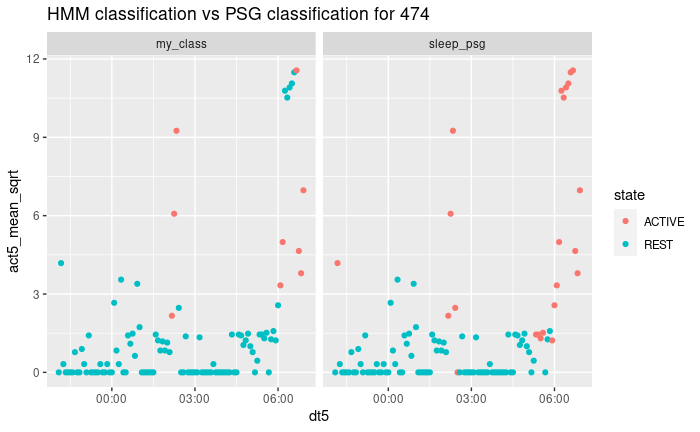 HMM classification vs PSG classification for 474
my_class
sleep_psg
12
9
6
3
0
act5_mean_sqrt
00:00
03:00
06:00
00:00
03:00
06:00
dt5
state
ACTIVE
REST